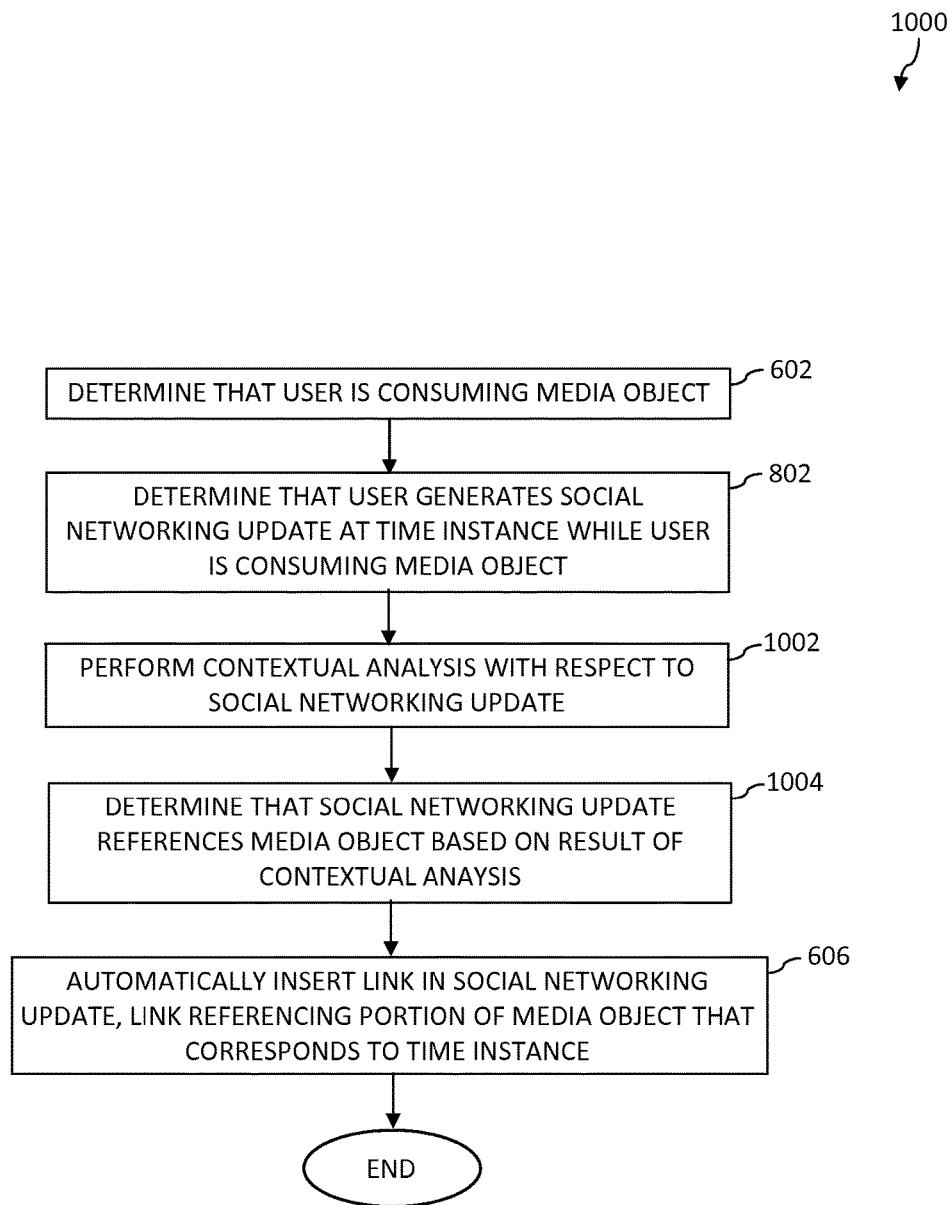 1000
DETERMINE THAT USER IS CONSUMING MEDIA OBJECT
602
DETERMINE THAT USER GENERATES SOCIAL
NETWORKING UPDATE AT TIME INSTANCE WHILE USER
IS CONSUMING MEDIA OBJECT
802
PERFORM CONTEXTUAL ANALYSIS WITH RESPECT TO
SOCIAL NETWORKING UPDATE
1002
DETERMINE THAT SOCIAL NETWORKING UPDATE
REFERENCES MEDIA OBJECT BASED ON RESULT OF
CONTEXTUAL ANAYSIS
1004
AUTOMATICALLY INSERT LINK IN SOCIAL NETWORKING
UPDATE, LINK REFERENCING PORTION OF MEDIA OBJECT THAT
CORRESPONDS TO TIME INSTANCE
606
END